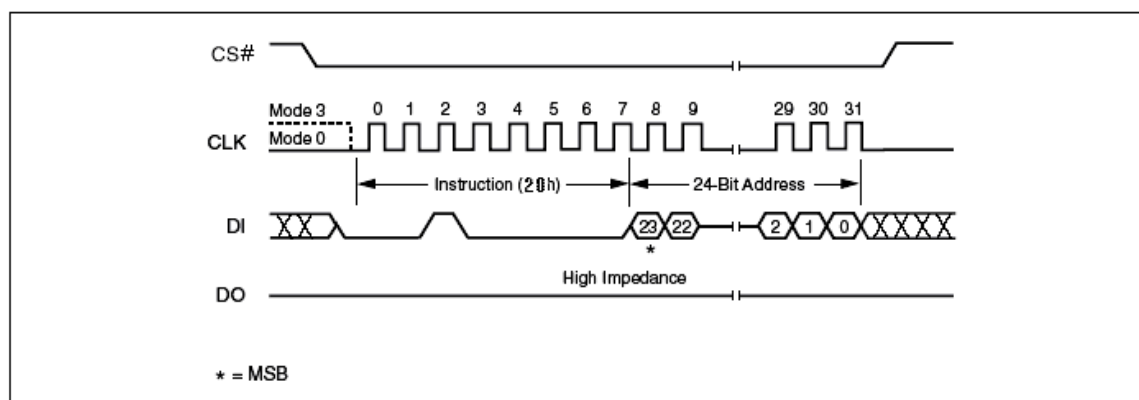 CS#
Mode 3
0 1 2 3 4 5 6 7 8 9 29 30 31
CLK
Mode 0
Instruction (20h)
24-Bit Address
DI
23 22 2 1 0
*
High Impedance
DO
* = MSB